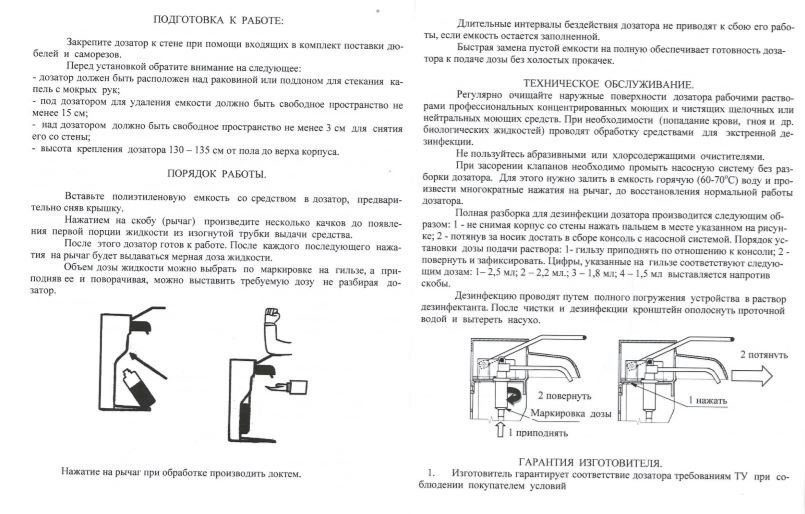 ПОДГОТОВКА К РАБОТЕ:
Закрепите дозатор к стене при помощи входящих в комплект поставки дю-
белей и саморезов.
Перед установкой обратите внимание на следующее:
- дозатор должен быть расположен над раковиной или поддоном для стекания ка-
пель с мокрых рук;
- под дозатором для удаления емкости должно быть свободное пространство не
менее 15 см;
- над дозатором должно быть свободное пространство не менее 3 см для снятия
его со стены;
- высота крепления дозатора 130 – 135 см от пола до верха корпуса.
ПОРЯДОК РАБОТЫ.
Вставьте полиэтиленовую емкость со средством в дозатор, предвари-
тельно сняв крышку.
Нажатием на скобу (рычаг) произведите несколько качков до появле-
ния первой порции жидкости из изогнутой трубки выдачи средства.
После этого дозатор готов к работе. После каждого последующего нажа-
тия на рычаг будет выдаваться мерная доза жидкости.
Объем дозы жидкости можно выбрать по маркировке на гильзе, а при-
подняв ее и поворачивая, можно выставить требуемую дозу не разбирая до-
затор.
Нажатие на рычаг при обработке производить локтем.
Длительные интервалы бездействия дозатора не приводят к сбою его рабо-
ты, если емкость остается заполненной.
Быстрая замена пустой емкости на полную обеспечивает готовность доза-
тора к подаче дозы без холостых прокачек.
ТЕХНИЧЕСКОЕ ОБСЛУЖИВАНИЕ.
Регулярно очищайте наружные поверхности дозатора рабочими раство-
рами профессиональных концентрированных моющих и чистящих щелочных или
нейтральных моющих средств. При необходимости (попадание крови, гноя и др.
биологических жидкостей) проводят обработку средствами для экстренной де-
зинфекции.
Не пользуйтесь абразивными или хлорсодержащими очистителями.
При засорении клапанов необходимо промыть насосную систему без раз-
борки дозатора. Для этого нужно залить в емкость горячую (60-70⁰С) воду и про-
извести многократные нажатия на рычаг, до восстановления нормальной работы
дозатора.
Полная разборка для дезинфекции дозатора производится следующим об-
разом: 1 - не снимая корпус со стены нажать пальцем в месте указанном на рисун-
ке; 2 - потянув за носик достать в сборе консоль с насосной системой. Порядок ус-
тановки дозы подачи раствора: 1- гильзу приподнять по отношению к консоли; 2 -
повернуть и зафиксировать. Цифры, указанные на гильзе соответствуют следую-
щим дозам: 1– 2,5 мл; 2 – 2,2 мл.; 3 – 1,8 мл; 4 – 1,5 мл выставляется напротив
скобы.
Дезинфекцию проводят путем полного погружения устройства в раствор
дезинфектанта. После чистки и дезинфекции кронштейн ополоснуть проточной
водой и вытереть насухо.
2 потянуть
2 повернуть
1 нажать
Маркировка дозы
1 приподнять
ГАРАНТИЯ ИЗГОТОВИТЕЛЯ.
1. Изготовитель гарантирует соответствие дозатора требованиям ТУ при со-
блюдении покупателем условий